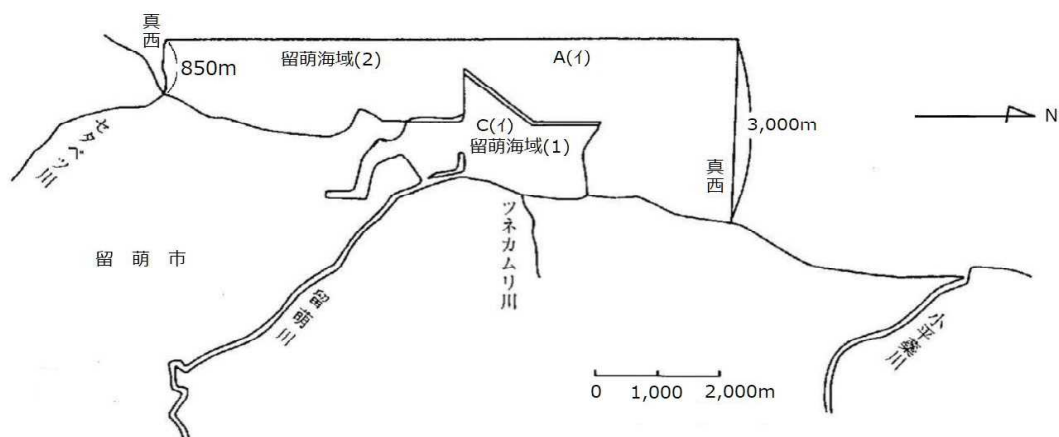 真西
850m
留萌海域(2)
A(ｲ)
C(ｲ)
留萌海域(1)
3,000m
真西
N
セタベツ川
留萌市
留萌川
ツネカムリ川
小平蘂川
0 1,000 2,000m